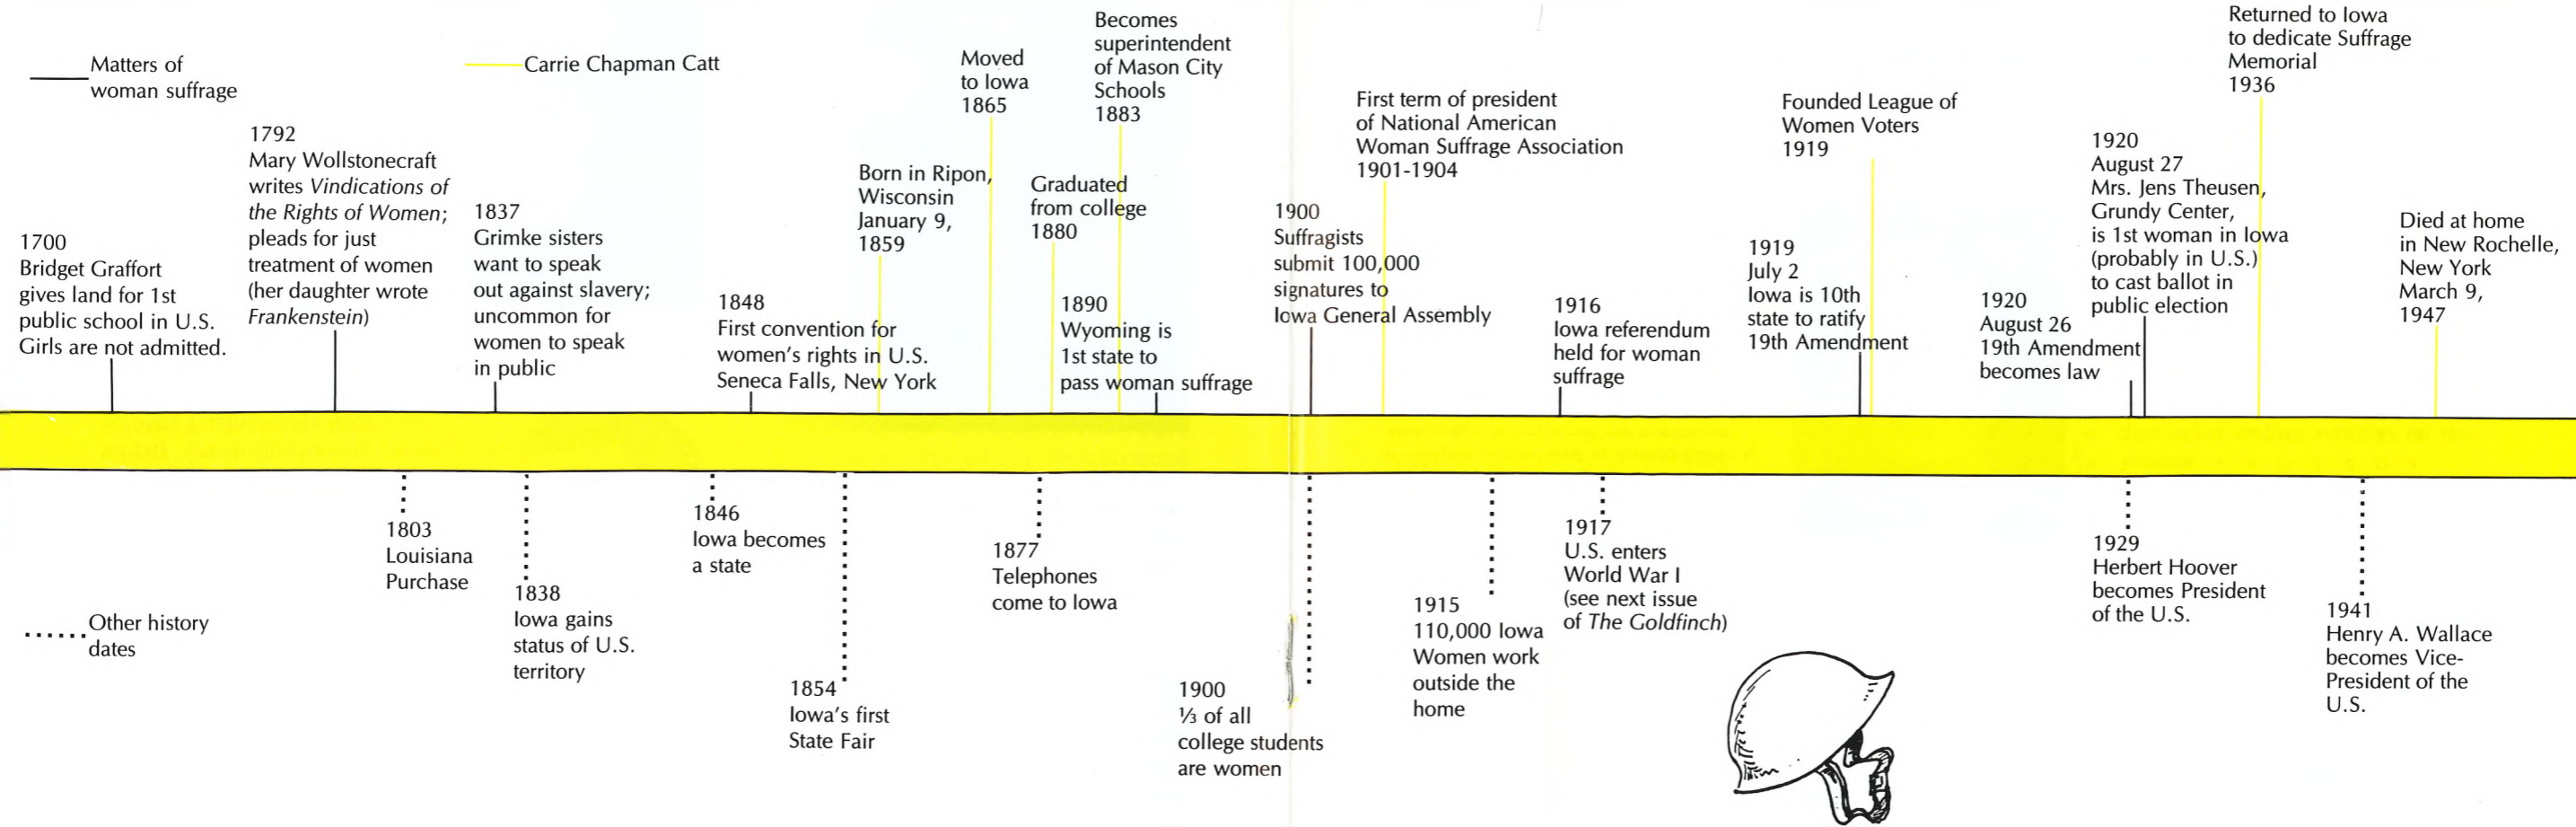 Matters of
woman suffrage
Carrie Chapman Catt
1700
Bridget Graffort
gives land for 1st
public school in U.S.
Girls are not admitted.
1792
Mary Wollstonecraft
writes Vindications of
the Rights of Women;
pleads for just
treatment of women
(her daughter wrote
Frankenstein)
1837
Grimke sisters
want to speak
out against slavery;
uncommon for
women to speak
in public
1848
First convention for
women's rights in U.S.
Seneca Falls, New York
Born in Ripon,
Wisconsin
January 9,
1859
Moved
to Iowa
1865
Graduated
from college
1880
Becomes
superintendent
of Mason City
Schools
1883
1890
Wyoming is
1st state to
pass woman suffrage
1900
Suffragists
submit 100,000
signatures to
Iowa General Assembly
First term of president
of National American
Woman Suffrage Association
1901-1904
1916
Iowa referendum
held for woman
suffrage
1919
July 2
Iowa is 10th
state to ratify
19th Amendment
Founded League of
Women Voters
1919
1920
August 26
19th Amendment
becomes law
1920
August 27
Mrs. Jens Theusen,
Grundy Center,
is 1st woman in Iowa
(probably in U.S.)
to cast ballot in
public election
Returned to Iowa
to dedicate Suffrage
Memorial
1936
Died at home
in New Rochelle,
New York
March 9,
1947
Other history
dates
1803
Louisiana
Purchase
1838
Iowa gains
status of U.S.
territory
1846
Iowa becomes
a state
1854
Iowa's first
State Fair
1877
Telephones
come to Iowa
1900
⅓ of all
college students
are women
1915
110,000 Iowa
Women work
outside the
home
1917
U.S. enters
World War I
(see next issue
of The Goldfinch)
1929
Herbert Hoover
becomes President
of the U.S.
1941
Henry A. Wallace
becomes Vice-
President of the
U.S.